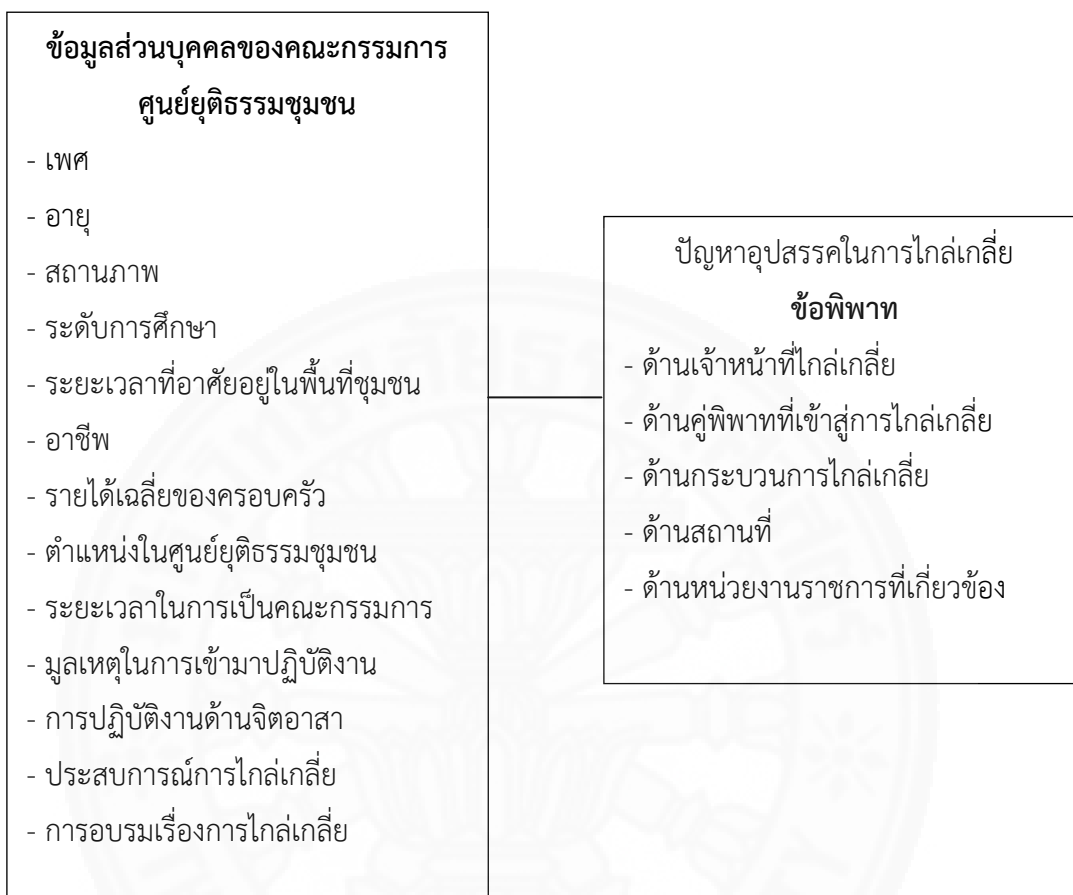 ข้อมูลส่วนบุคคลของคณะกรรมการ
ศูนย์ยุติธรรมชุมชน
- เพศ
- อายุ
- สถานภาพ
- ระดับการศึกษา
- ระยะเวลาที่อาศัยอยู่ในพื้นที่ชุมชน
- อาชีพ
- รายได้เฉลี่ยของครอบครัว
- ตำแหน่งในศูนย์ยุติธรรมชุมชน
- ระยะเวลาในการเป็นคณะกรรมการ
- มูลเหตุในการเข้ามาปฏิบัติงาน
- การปฏิบัติงานด้านจิตอาสา
- ประสบการณ์การไกล่เกลี่ย
- การอบรมเรื่องการไกล่เกลี่ย
ปัญหาอุปสรรคในการไกล่เกลี่ย
ข้อพิพาท
- ด้านเจ้าหน้าที่ไกล่เกลี่ย
- ด้านคู่พิพาทที่เข้าสู่การไกล่เกลี่ย
- ด้านกระบวนการไกล่เกลี่ย
- ด้านสถานที่
- ด้านหน่วยงานราชการที่เกี่ยวข้อง